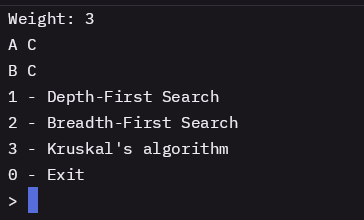 Weight: 3
A C
B C
1 - Depth-First Search
2 - Breadth-First Search
3 - Kruskal's algorithm
0 - Exit
>